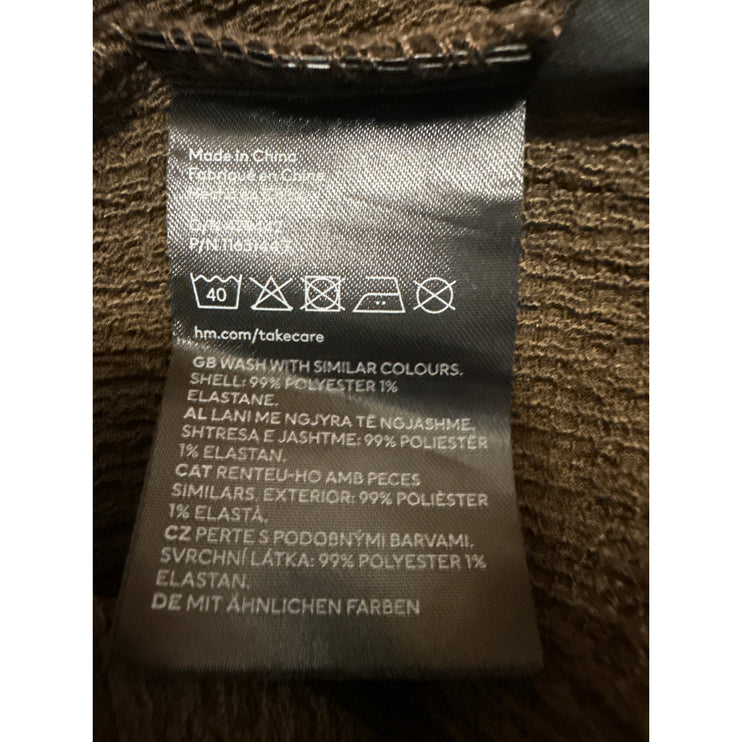 Made in China
Fabriqué en Chine
P/N 1163144
40
hm.com/takecare
GB WASH WITH SIMILAR COLOURS.
SHELL: 99% POLYESTER 1%
ELASTANE.
AL LANI ME NGJYRA TË NGJASHME.
SHTRESA E JASHTME: 99% POLIESTËR
1% ELASTAN.
CAT RENTEU-HO AMB PECES
SIMILARS. EXTERIOR: 99% POLIÈSTER
1% ELASTÀ.
CZ PERTE S PODOBNÝMI BARVAMI.
SVRCHNÍ LÁTKA: 99% POLYESTER 1%
ELASTAN.
DE MIT ÄHNLICHEN FARBEN